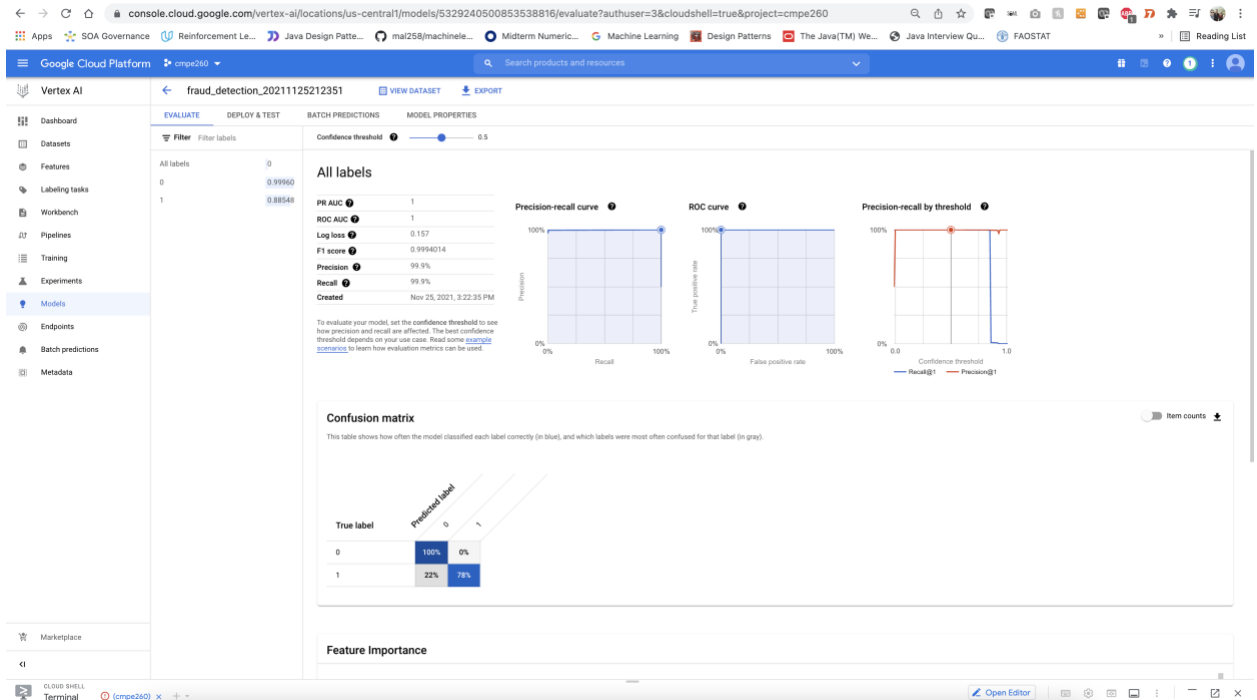 console.cloud.google.com/vertex-ai/locations/us-central1/models/5329240500853538816/evaluate?authuser=3&cloudshell=true&project=cmpe260
Apps SOA Governance Reinforcement Le... Java Design Patte... mal258/machinele... Midterm Numeric... Machine Learning Design Patterns The Java(TM) We... Java Interview Qu... FAOSTAT » Reading List
Google Cloud Platform cmpe260 Search products and resources 1
Vertex AI
fraud_detection_20211125212351 VIEW DATASET EXPORT
EVALUATE DEPLOY & TEST BATCH PREDICTIONS MODEL PROPERTIES
Dashboard
Datasets
Features
Labeling tasks
Workbench
Pipelines
Training
Experiments
Models
Endpoints
Batch predictions
Metadata
Marketplace
Filter Filter labels
All labels 0
0 0.99960
1 0.88548
Confidence threshold 0.5
All labels
PR AUC 1
ROC AUC 1
Log loss 0.157
F1 score 0.9994014
Precision 99.9%
Recall 99.9%
Created Nov 25, 2021, 3:22:35 PM
To evaluate your model, set the confidence threshold to see
how precision and recall are affected. The best confidence
threshold depends on your use case. Read some example
scenarios to learn how evaluation metrics can be used.
Precision-recall curve
100%
Precision
0%
0% 100%
Recall
ROC curve
100%
True positive rate
0%
0% 100%
False positive rate
Precision-recall by threshold
100%
0%
0.0 1.0
Confidence threshold
Recall@1 Precision@1
Confusion matrix
Item counts
This table shows how often the model classified each label correctly (in blue), and which labels were most often confused for that label (in gray).
True label Predicted label 0 1
0 100% 0%
1 22% 78%
Feature Importance
CLOUD SHELL
Terminal (cmpe260) × + Open Editor